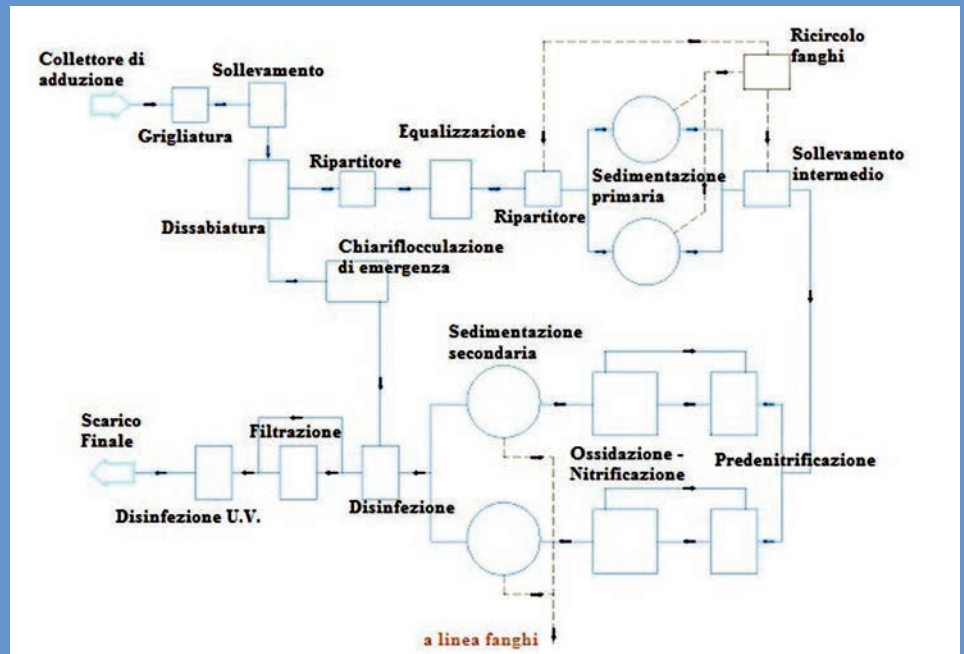 Collettore di
adduzione
Sollevamento
Ricircolo
fanghi
Grigliatura
Equalizzazione
Ripartitore
Sedimentazione
primaria
Sollevamento
intermedio
Ripartitore
Dissabiatura
Chiariflocculazione
di emergenza
Sedimentazione
secondaria
Scarico
Finale
Filtrazione
Ossidazione -
Nitrificazione
Predenitrificazione
Disinfezione U.V.
Disinfezione
a linea fanghi